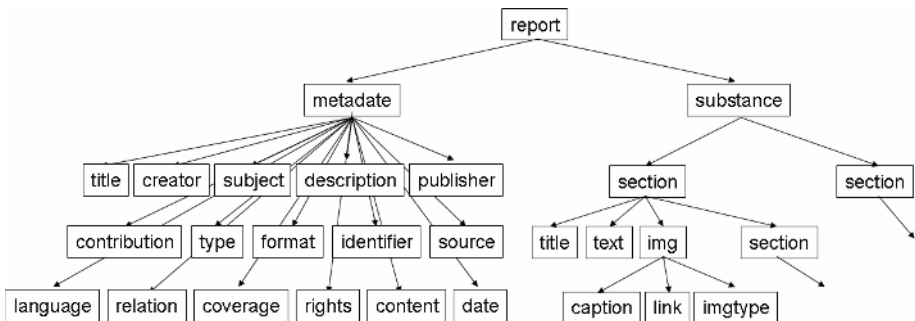 report
metadate substance
title creator subject description publisher section section
contribution type format identifier source title text img section
language relation coverage rights content date caption link imgtype